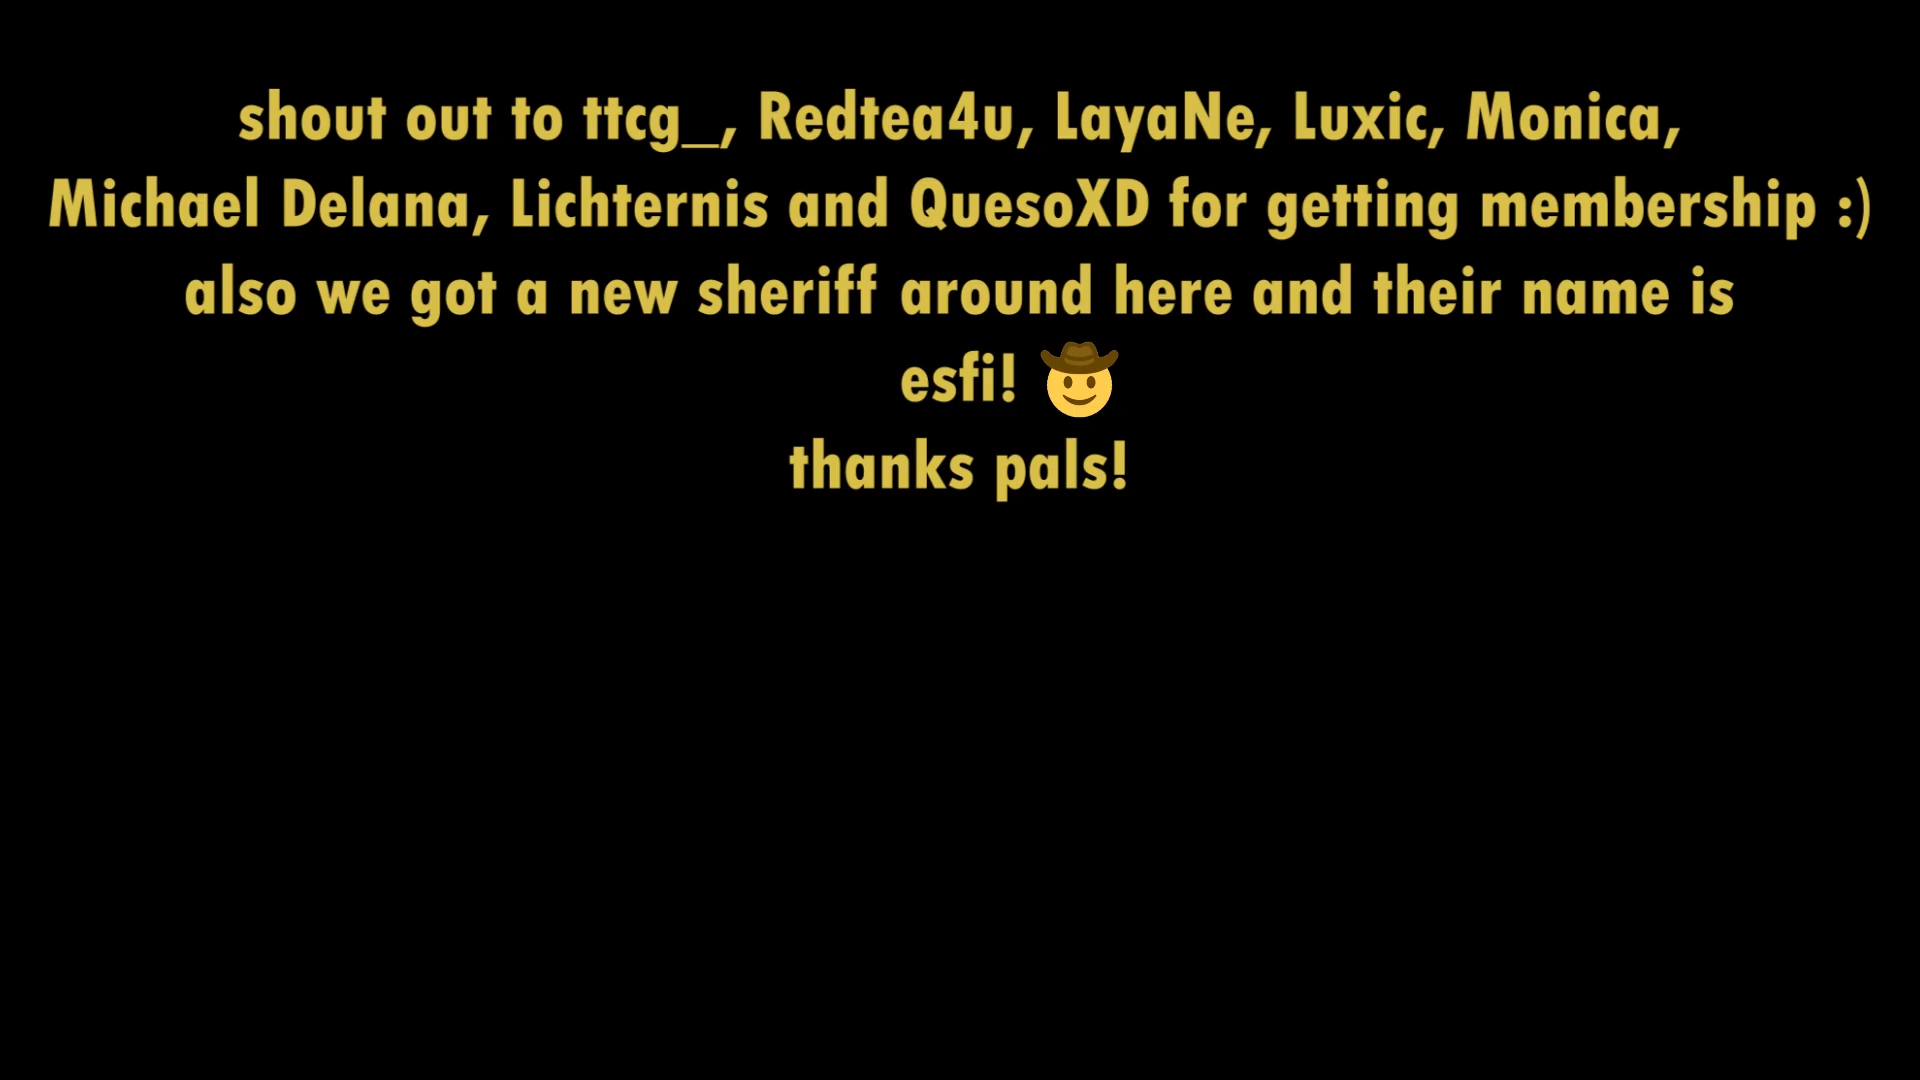 shout out to ttcg_, Redtea4u, LayaNe, Luxic, Monica,
Michael Delana, Lichternis and QuesoXD for getting membership :)
also we got a new sheriff around here and their name is
esfi! 🤠
thanks pals!